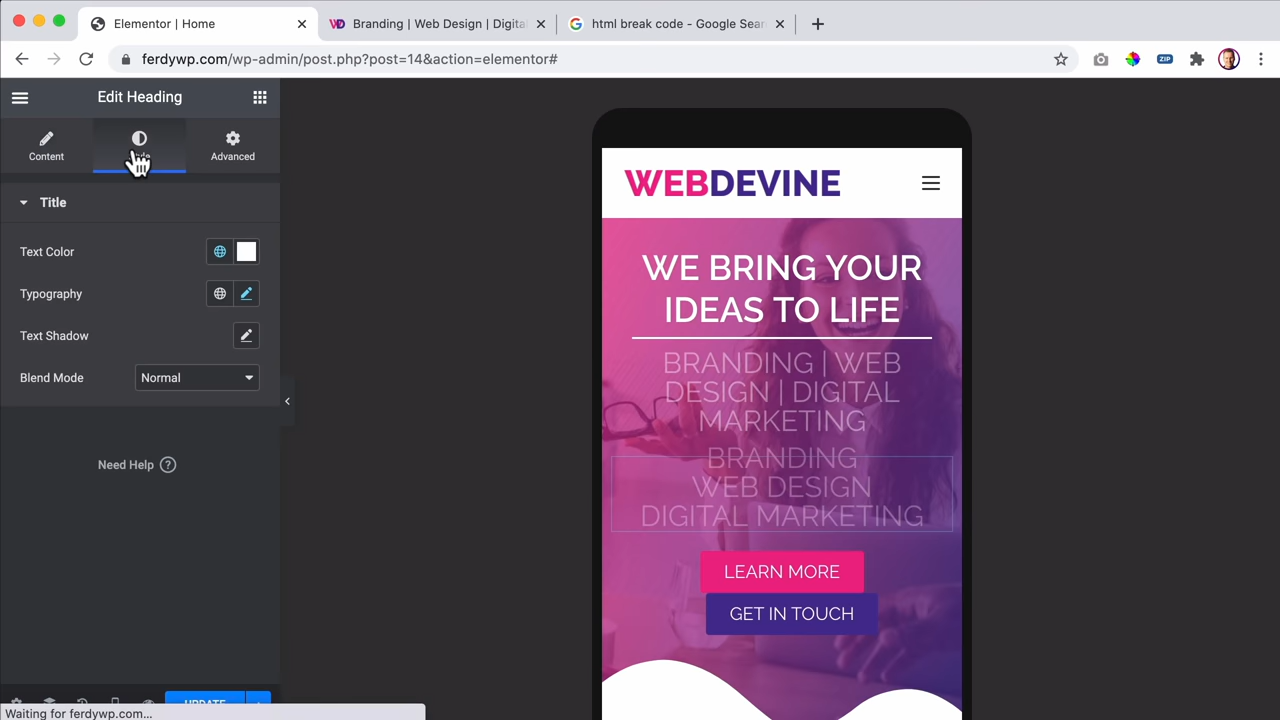 Elementor | Home
Branding | Web Design | Digita
html break code - Google Sear
ferdywp.com/wp-admin/post.php?post=14&action=elementor#
ZIP
Edit Heading
Content
Advanced
Title
Text Color
Typography
Text Shadow
Blend Mode
Normal
Need Help ?
UPDATE
Waiting for ferdywp.com...
WEBDEVINE
WE BRING YOUR
IDEAS TO LIFE
BRANDING | WEB
DESIGN | DIGITAL
MARKETING
BRANDING
WEB DESIGN
DIGITAL MARKETING
LEARN MORE
GET IN TOUCH